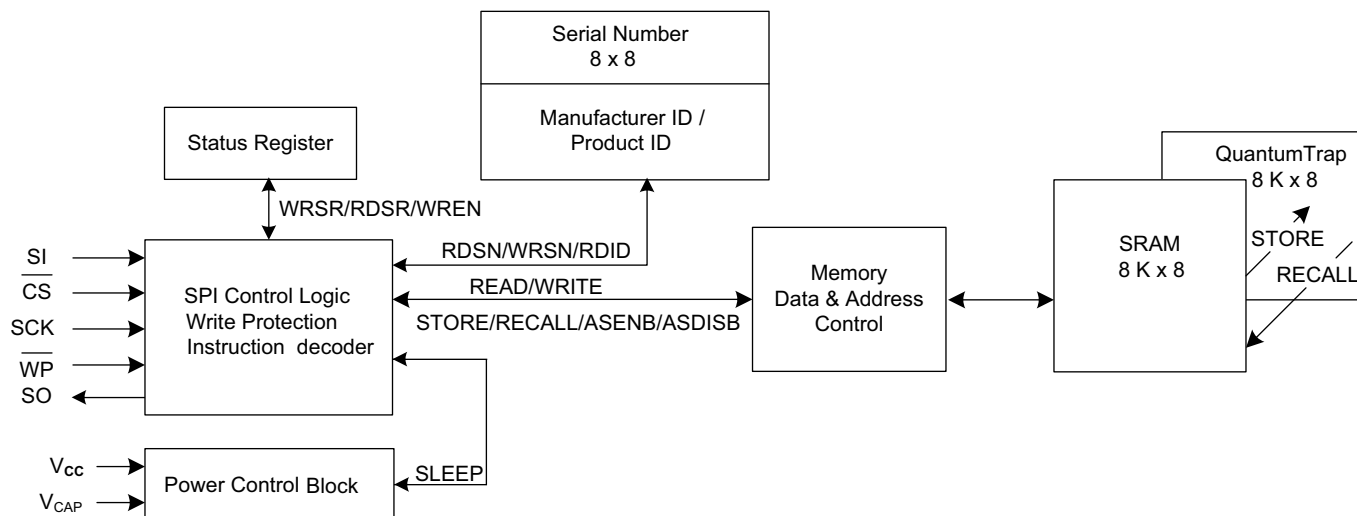 Serial Number
8 x 8
Manufacturer ID /
Product ID
Status Register
QuantumTrap
8 K x 8
WRSR/RDSR/WREN
SI
CS
SCK
WP
SO
SPI Control Logic
Write Protection
Instruction decoder
RDSN/WRSN/RDID
READ/WRITE
STORE/RECALL/ASENB/ASDISB
Memory
Data & Address
Control
SRAM
8 K x 8
STORE
RECALL
VCC
VCAP
Power Control Block
SLEEP